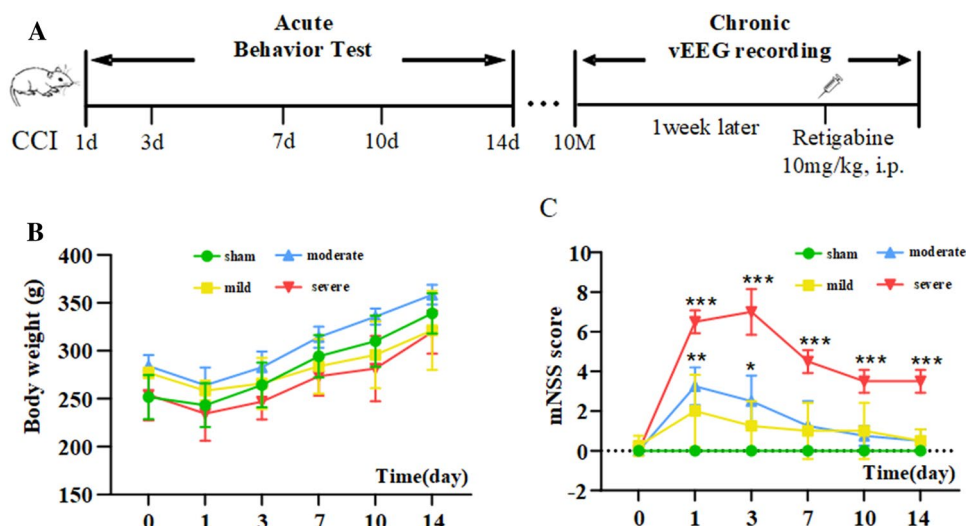 A
Acute
Behavior Test
Chronic
vEEG recording
CCI
1d
3d
7d
10d
14d
10M
1week later
Retigabine
10mg/kg, i.p.
B
400
350
300
250
200
150
Body weight (g)
sham
moderate
mild
severe
Time(day)
0
1
3
7
10
14
C
10
8
6
4
2
0
-2
mNSS score
sham
moderate
mild
severe
***
***
**
*
***
***
***
Time(day)
0
1
3
7
10
14